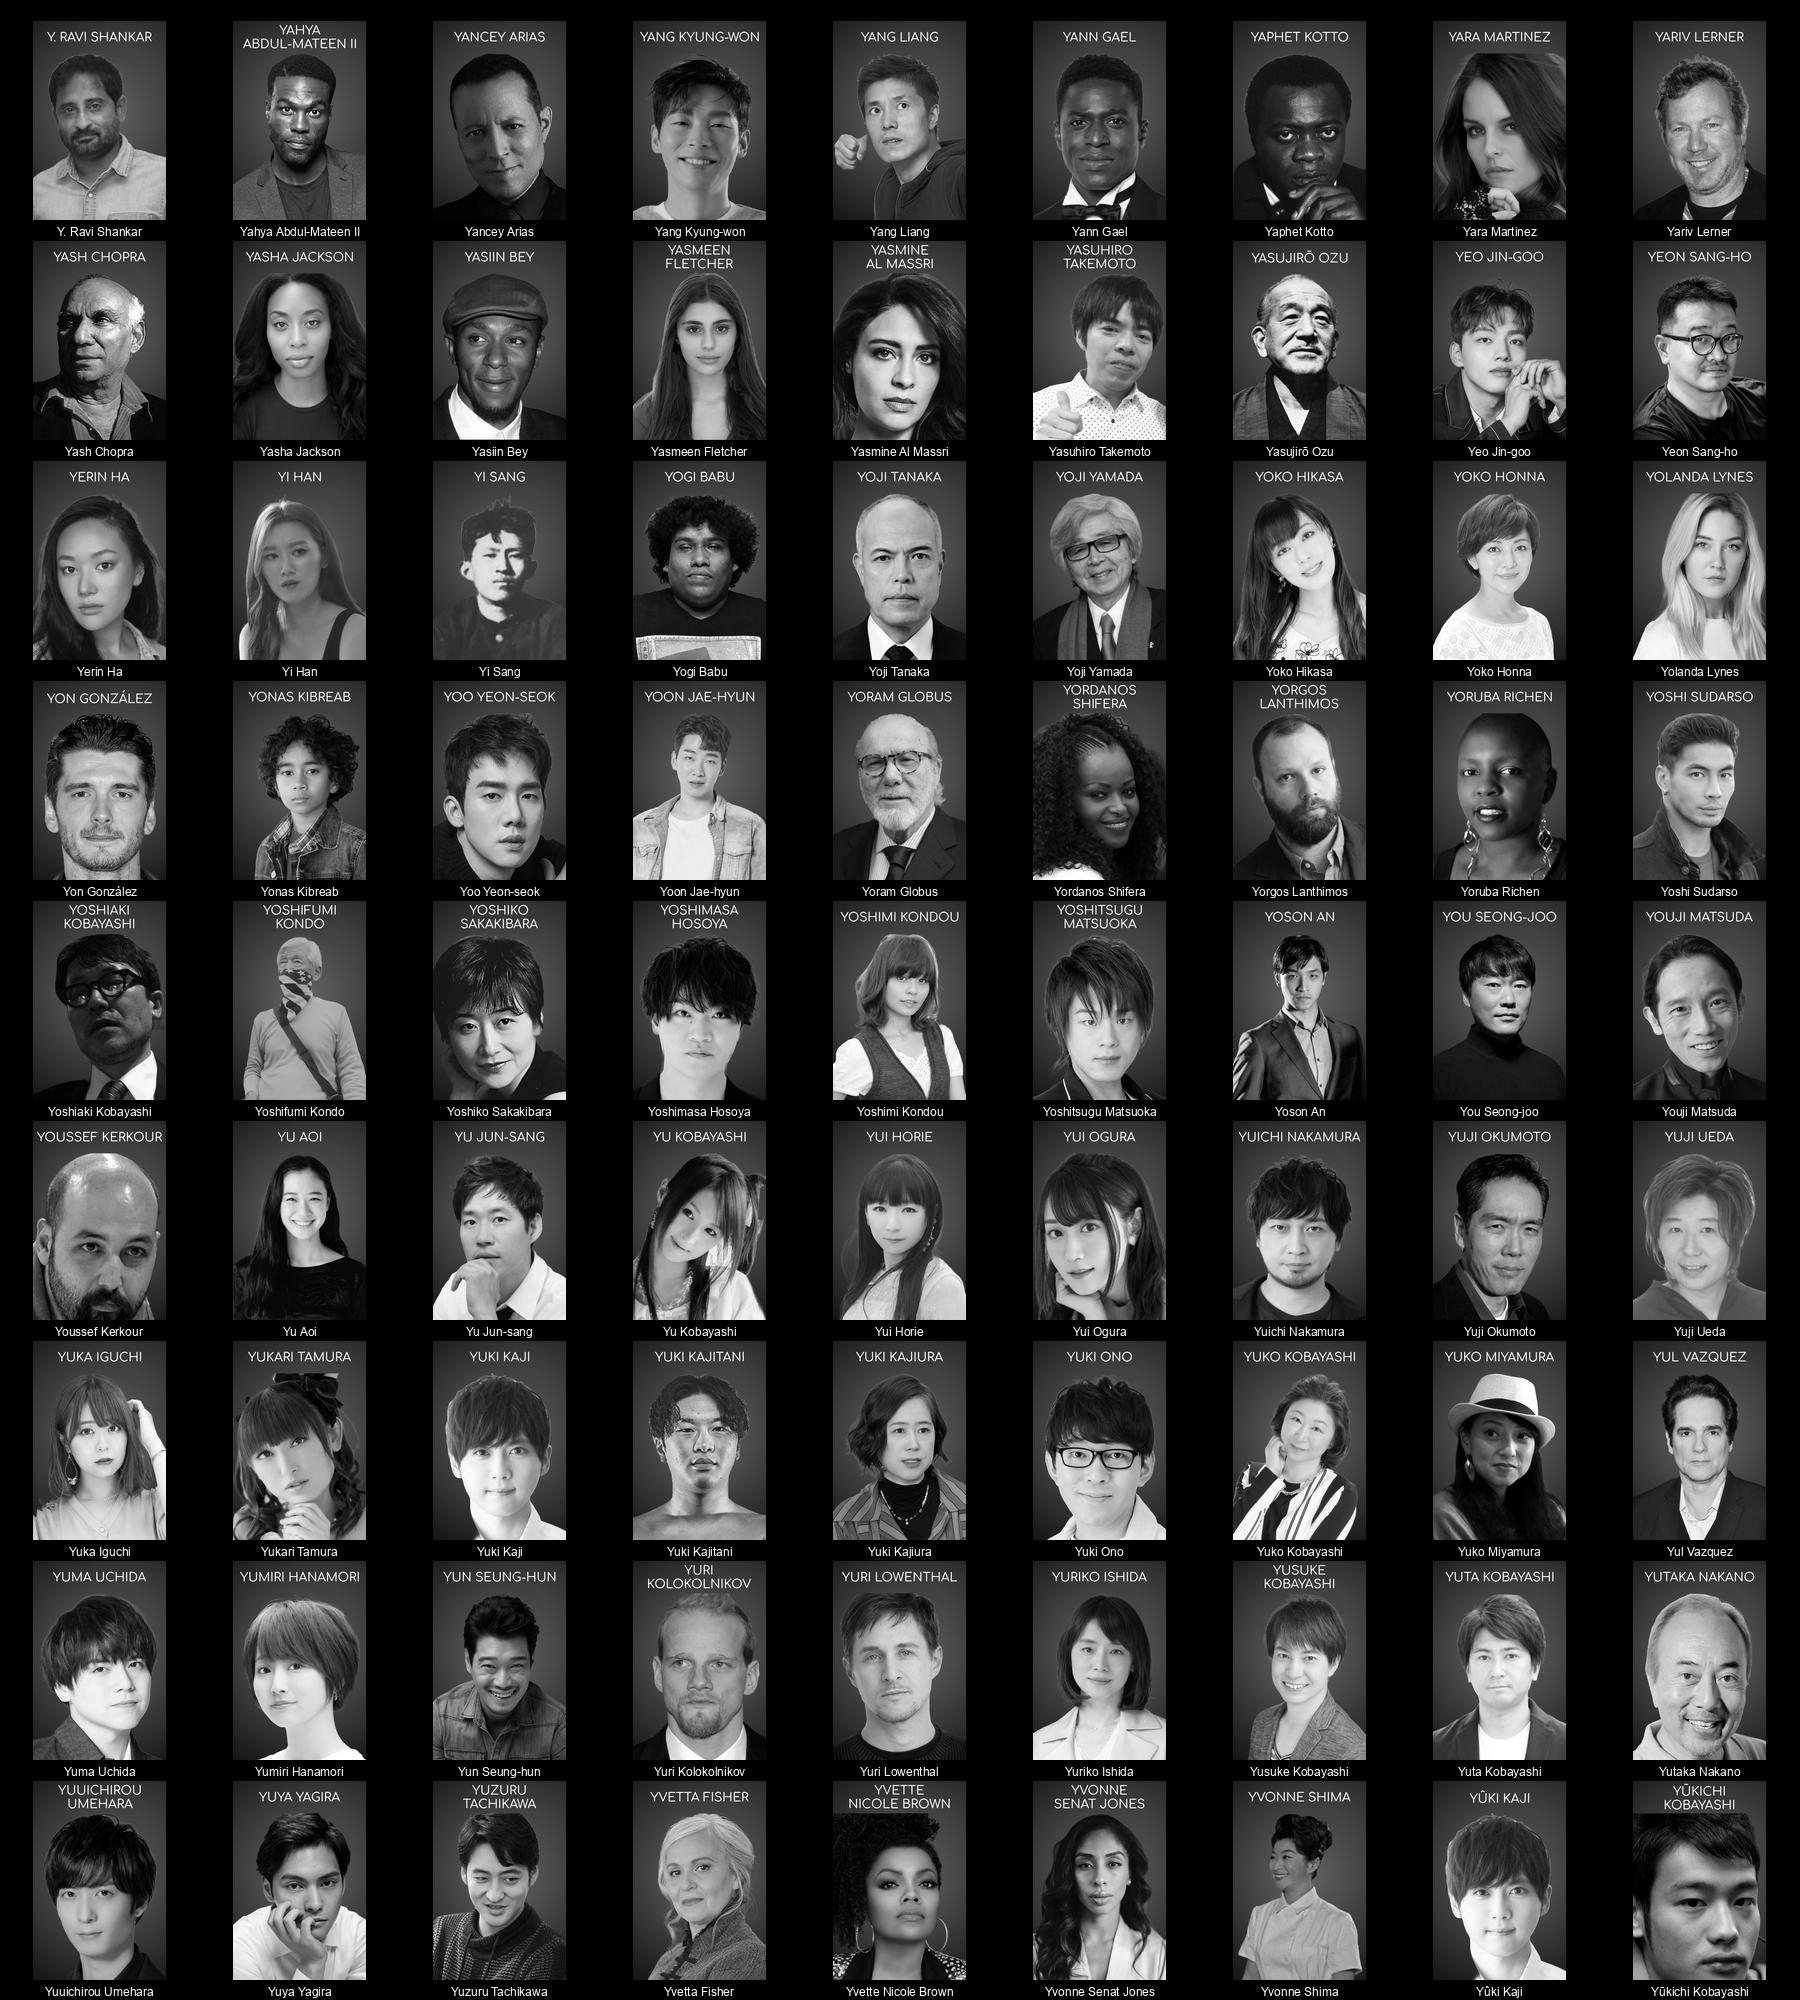 Y. RAVI SHANKAR
YAHYA
ABDUL-MATEEN II
YANCEY ARIAS
YANG KYUNG-WON
YANG LIANG
YANN GAEL
YAPHET KOTTO
YARA MARTINEZ
YARIV LERNER
Y. Ravi Shankar
Yahya Abdul-Mateen II
Yancey Arias
Yang Kyung-won
Yang Liang
Yann Gael
Yaphet Kotto
Yara Martinez
Yariv Lerner
YASH CHOPRA
YASHA JACKSON
YASIIN BEY
YASMEEN
FLETCHER
YASMINE
AL MASSRI
YASUHIRO
TAKEMOTO
YASUJIRŌ OZU
YEO JIN-GOO
YEON SANG-HO
Yash Chopra
Yasha Jackson
Yasiin Bey
Yasmeen Fletcher
Yasmine Al Massri
Yasuhiro Takemoto
Yasujirō Ozu
Yeo Jin-goo
Yeon Sang-ho
YERIN HA
YI HAN
YI SANG
YOGI BABU
YOJI TANAKA
YOJI YAMADA
YOKO HIKASA
YOKO HONNA
YOLANDA LYNES
Yerin Ha
Yi Han
Yi Sang
Yogi Babu
Yoji Tanaka
Yoji Yamada
Yoko Hikasa
Yoko Honna
Yolanda Lynes
YON GONZÁLEZ
YONAS KIBREAB
YOO YEON-SEOK
YOON JAE-HYUN
YORAM GLOBUS
YORDANOS
SHIFERA
YORGOS
LANTHIMOS
YORUBA RICHEN
YOSHI SUDARSO
Yon González
Yonas Kibreab
Yoo Yeon-seok
Yoon Jae-hyun
Yoram Globus
Yordanos Shifera
Yorgos Lanthimos
Yoruba Richen
Yoshi Sudarso
YOSHIAKI
KOBAYASHI
YOSHIFUMI
KONDO
YOSHIKO
SAKAKIBARA
YOSHIMASA
HOSOYA
YOSHIMI KONDOU
YOSHITSUGU
MATSUOKA
YOSON AN
YOU SEONG-JOO
YOUJI MATSUDA
Yoshiaki Kobayashi
Yoshifumi Kondo
Yoshiko Sakakibara
Yoshimasa Hosoya
Yoshimi Kondou
Yoshitsugu Matsuoka
Yoson An
You Seong-joo
Youji Matsuda
YOUSSEF KERKOUR
YU AOI
YU JUN-SANG
YU KOBAYASHI
YUI HORIE
YUI OGURA
YUICHI NAKAMURA
YUJI OKUMOTO
YUJI UEDA
Youssef Kerkour
Yu Aoi
Yu Jun-sang
Yu Kobayashi
Yui Horie
Yui Ogura
Yuichi Nakamura
Yuji Okumoto
Yuji Ueda
YUKA IGUCHI
YUKARI TAMURA
YUKI KAJI
YUKI KAJITANI
YUKI KAJIURA
YUKI ONO
YUKO KOBAYASHI
YUKO MIYAMURA
YUL VAZQUEZ
Yuka Iguchi
Yukari Tamura
Yuki Kaji
Yuki Kajitani
Yuki Kajiura
Yuki Ono
Yuko Kobayashi
Yuko Miyamura
Yul Vazquez
YUMA UCHIDA
YUMIRI HANAMORI
YUN SEUNG-HUN
YURI
KOLOKOLNIKOV
YURI LOWENTHAL
YURIKO ISHIDA
YUSUKE
KOBAYASHI
YUTA KOBAYASHI
YUTAKA NAKANO
Yuma Uchida
Yumiri Hanamori
Yun Seung-hun
Yuri Kolokolnikov
Yuri Lowenthal
Yuriko Ishida
Yusuke Kobayashi
Yuta Kobayashi
Yutaka Nakano
YUUICHIROU
UMEHARA
YUYA YAGIRA
YUZURU
TACHIKAWA
YVETTA FISHER
YVETTE
NICOLE BROWN
YVONNE
SENAT JONES
YVONNE SHIMA
YÛKI KAJI
YŪKICHI
KOBAYASHI
Yuuichirou Umehara
Yuya Yagira
Yuzuru Tachikawa
Yvetta Fisher
Yvette Nicole Brown
Yvonne Senat Jones
Yvonne Shima
Yûki Kaji
Yūkichi Kobayashi